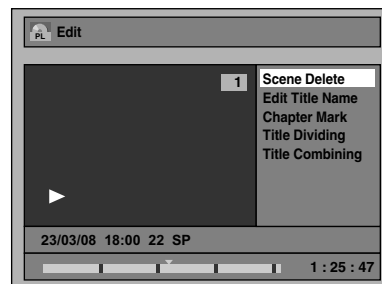 PL Edit
1
Scene Delete
Edit Title Name
Chapter Mark
Title Dividing
Title Combining
23/03/08 18:00 22 SP
1 : 25 : 47